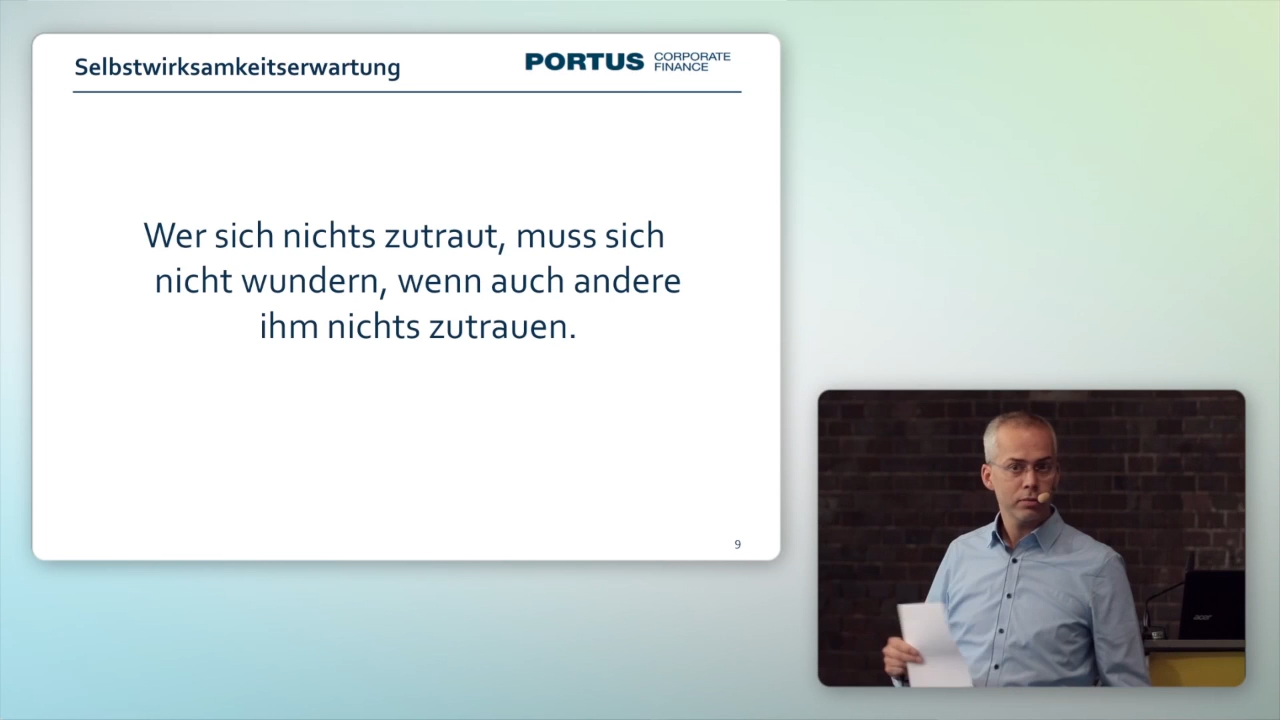 Selbstwirksamkeitserwartung
PORTUS CORPORATE
FINANCE
Wer sich nichts zutraut, muss sich
nicht wundern, wenn auch andere
ihm nichts zutrauen.
9
acer